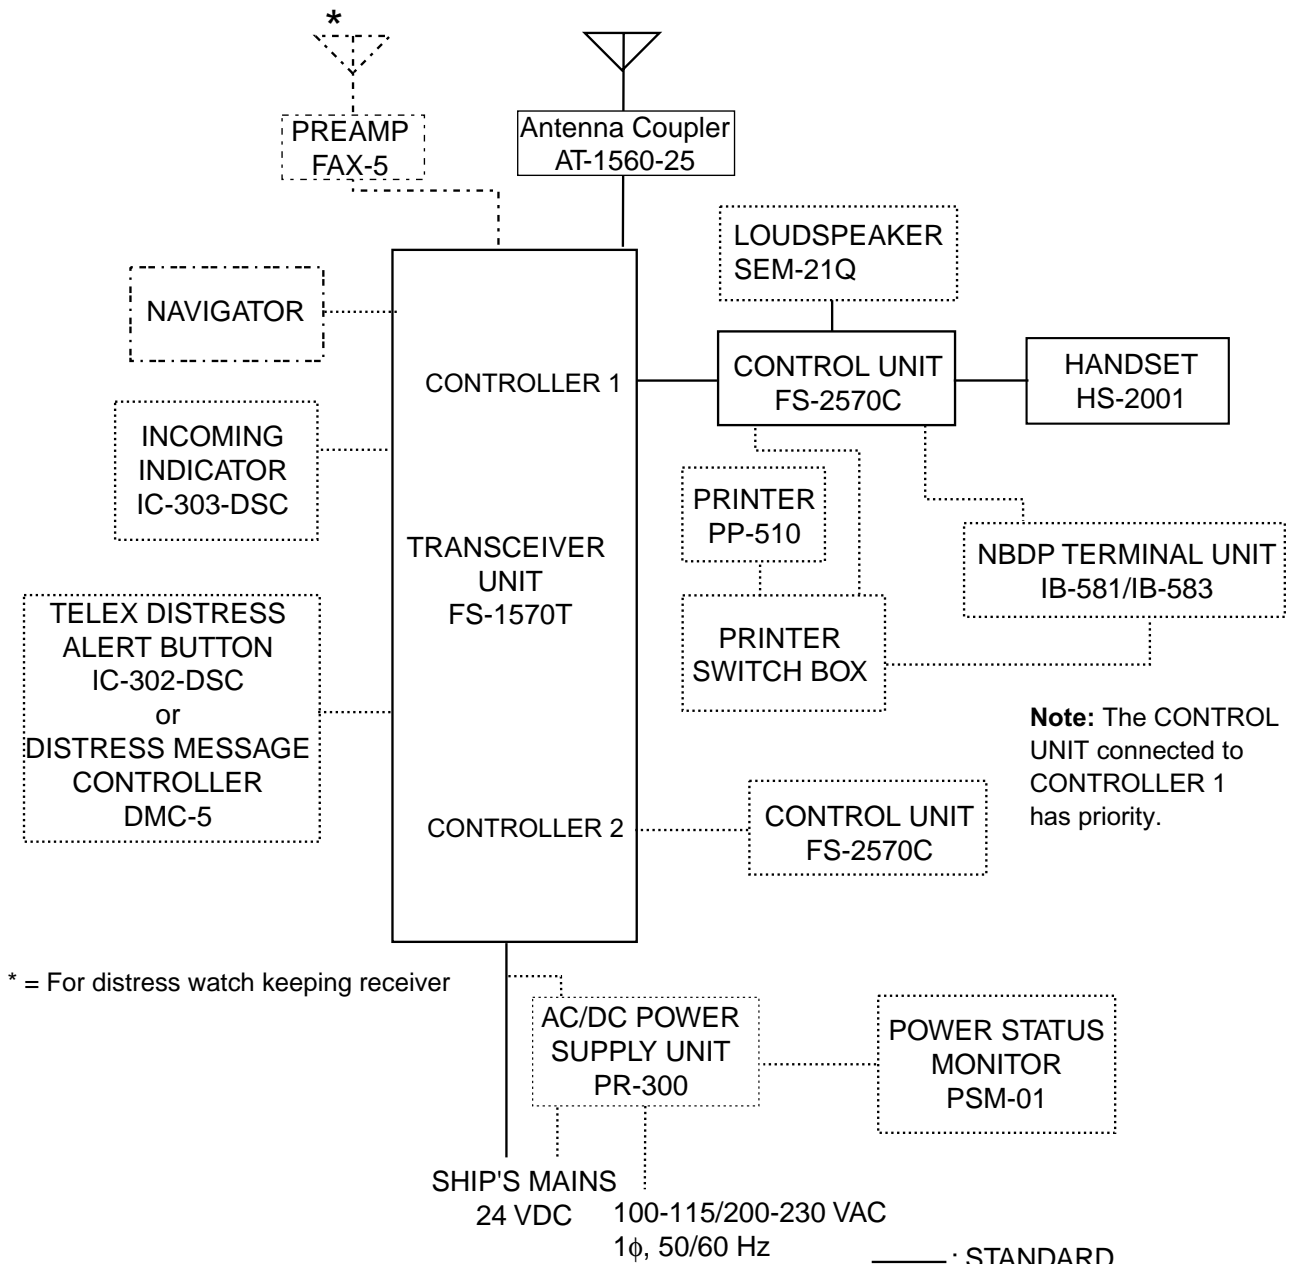 *
PREAMP
FAX-5
Antenna Coupler
AT-1560-25
LOUDSPEAKER
SEM-21Q
NAVIGATOR
CONTROLLER 1
CONTROL UNIT
FS-2570C
HANDSET
HS-2001
INCOMING
INDICATOR
IC-303-DSC
PRINTER
PP-510
TRANSCEIVER
UNIT
FS-1570T
NBDP TERMINAL UNIT
IB-581/IB-583
TELEX DISTRESS
ALERT BUTTON
IC-302-DSC
or
DISTRESS MESSAGE
CONTROLLER
DMC-5
PRINTER
SWITCH BOX
Note: The CONTROL
UNIT connected to
CONTROLLER 1
has priority.
CONTROLLER 2
CONTROL UNIT
FS-2570C
* = For distress watch keeping receiver
AC/DC POWER
SUPPLY UNIT
PR-300
POWER STATUS
MONITOR
PSM-01
SHIP'S MAINS
24 VDC
100-115/200-230 VAC
1ϕ, 50/60 Hz
: STANDARD